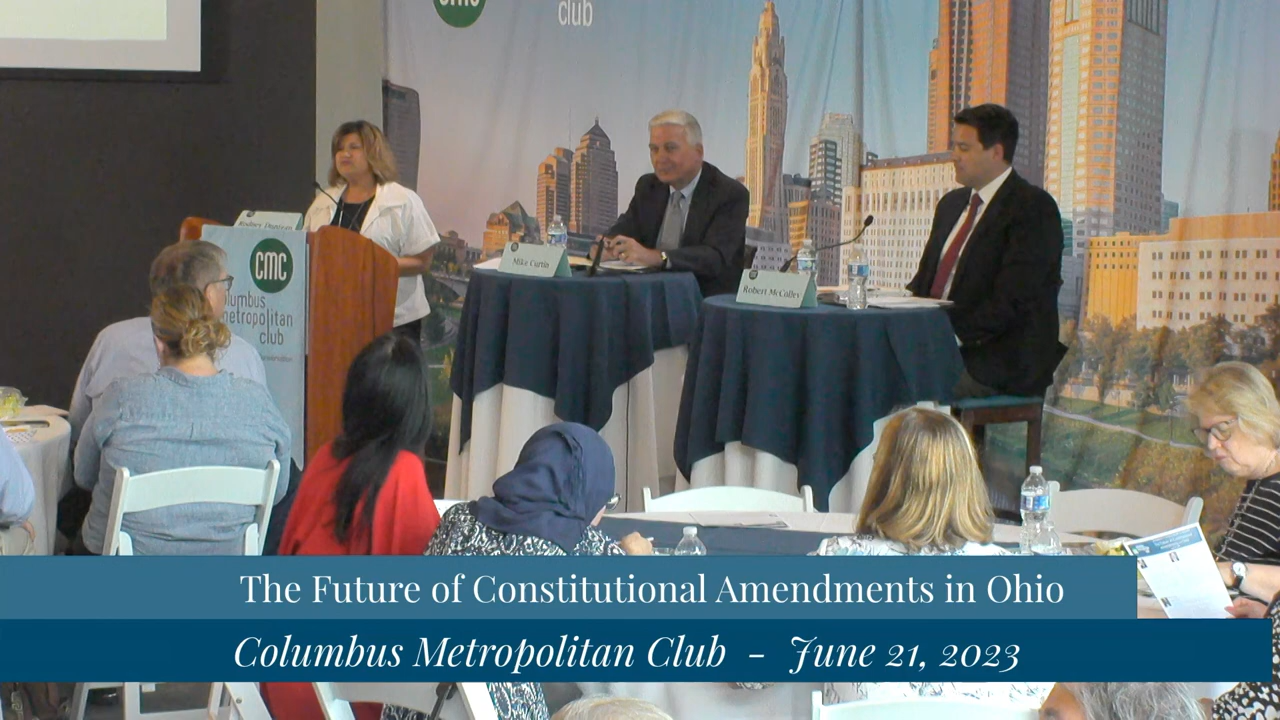 cmc
club
cmc
columbus
metropolitan
club
Mike Curtin
Robert McColley
The Future of Constitutional Amendments in Ohio
Columbus Metropolitan Club - June 21, 2023